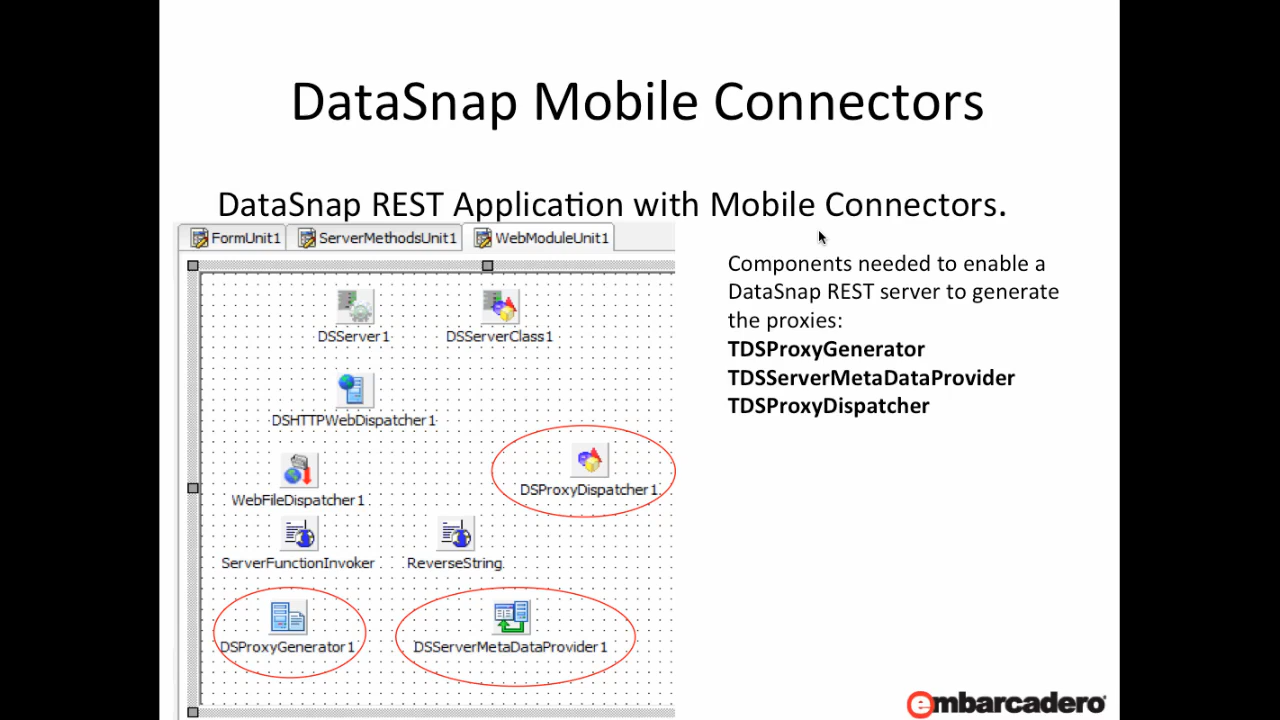 DataSnap Mobile Connectors
DataSnap REST Application with Mobile Connectors.
FormUnit1
ServerMethodsUnit1
WebModuleUnit1
DSServer1
DSServerClass1
DSHTTPWebDispatcher1
DSProxyDispatcher1
WebFileDispatcher1
ServerFunctionInvoker
ReverseString
DSProxyGenerator1
DSServerMetaDataProvider1
Components needed to enable a
DataSnap REST server to generate
the proxies:
TDSProxyGenerator
TDSServerMetaDataProvider
TDSProxyDispatcher
embarcadero®